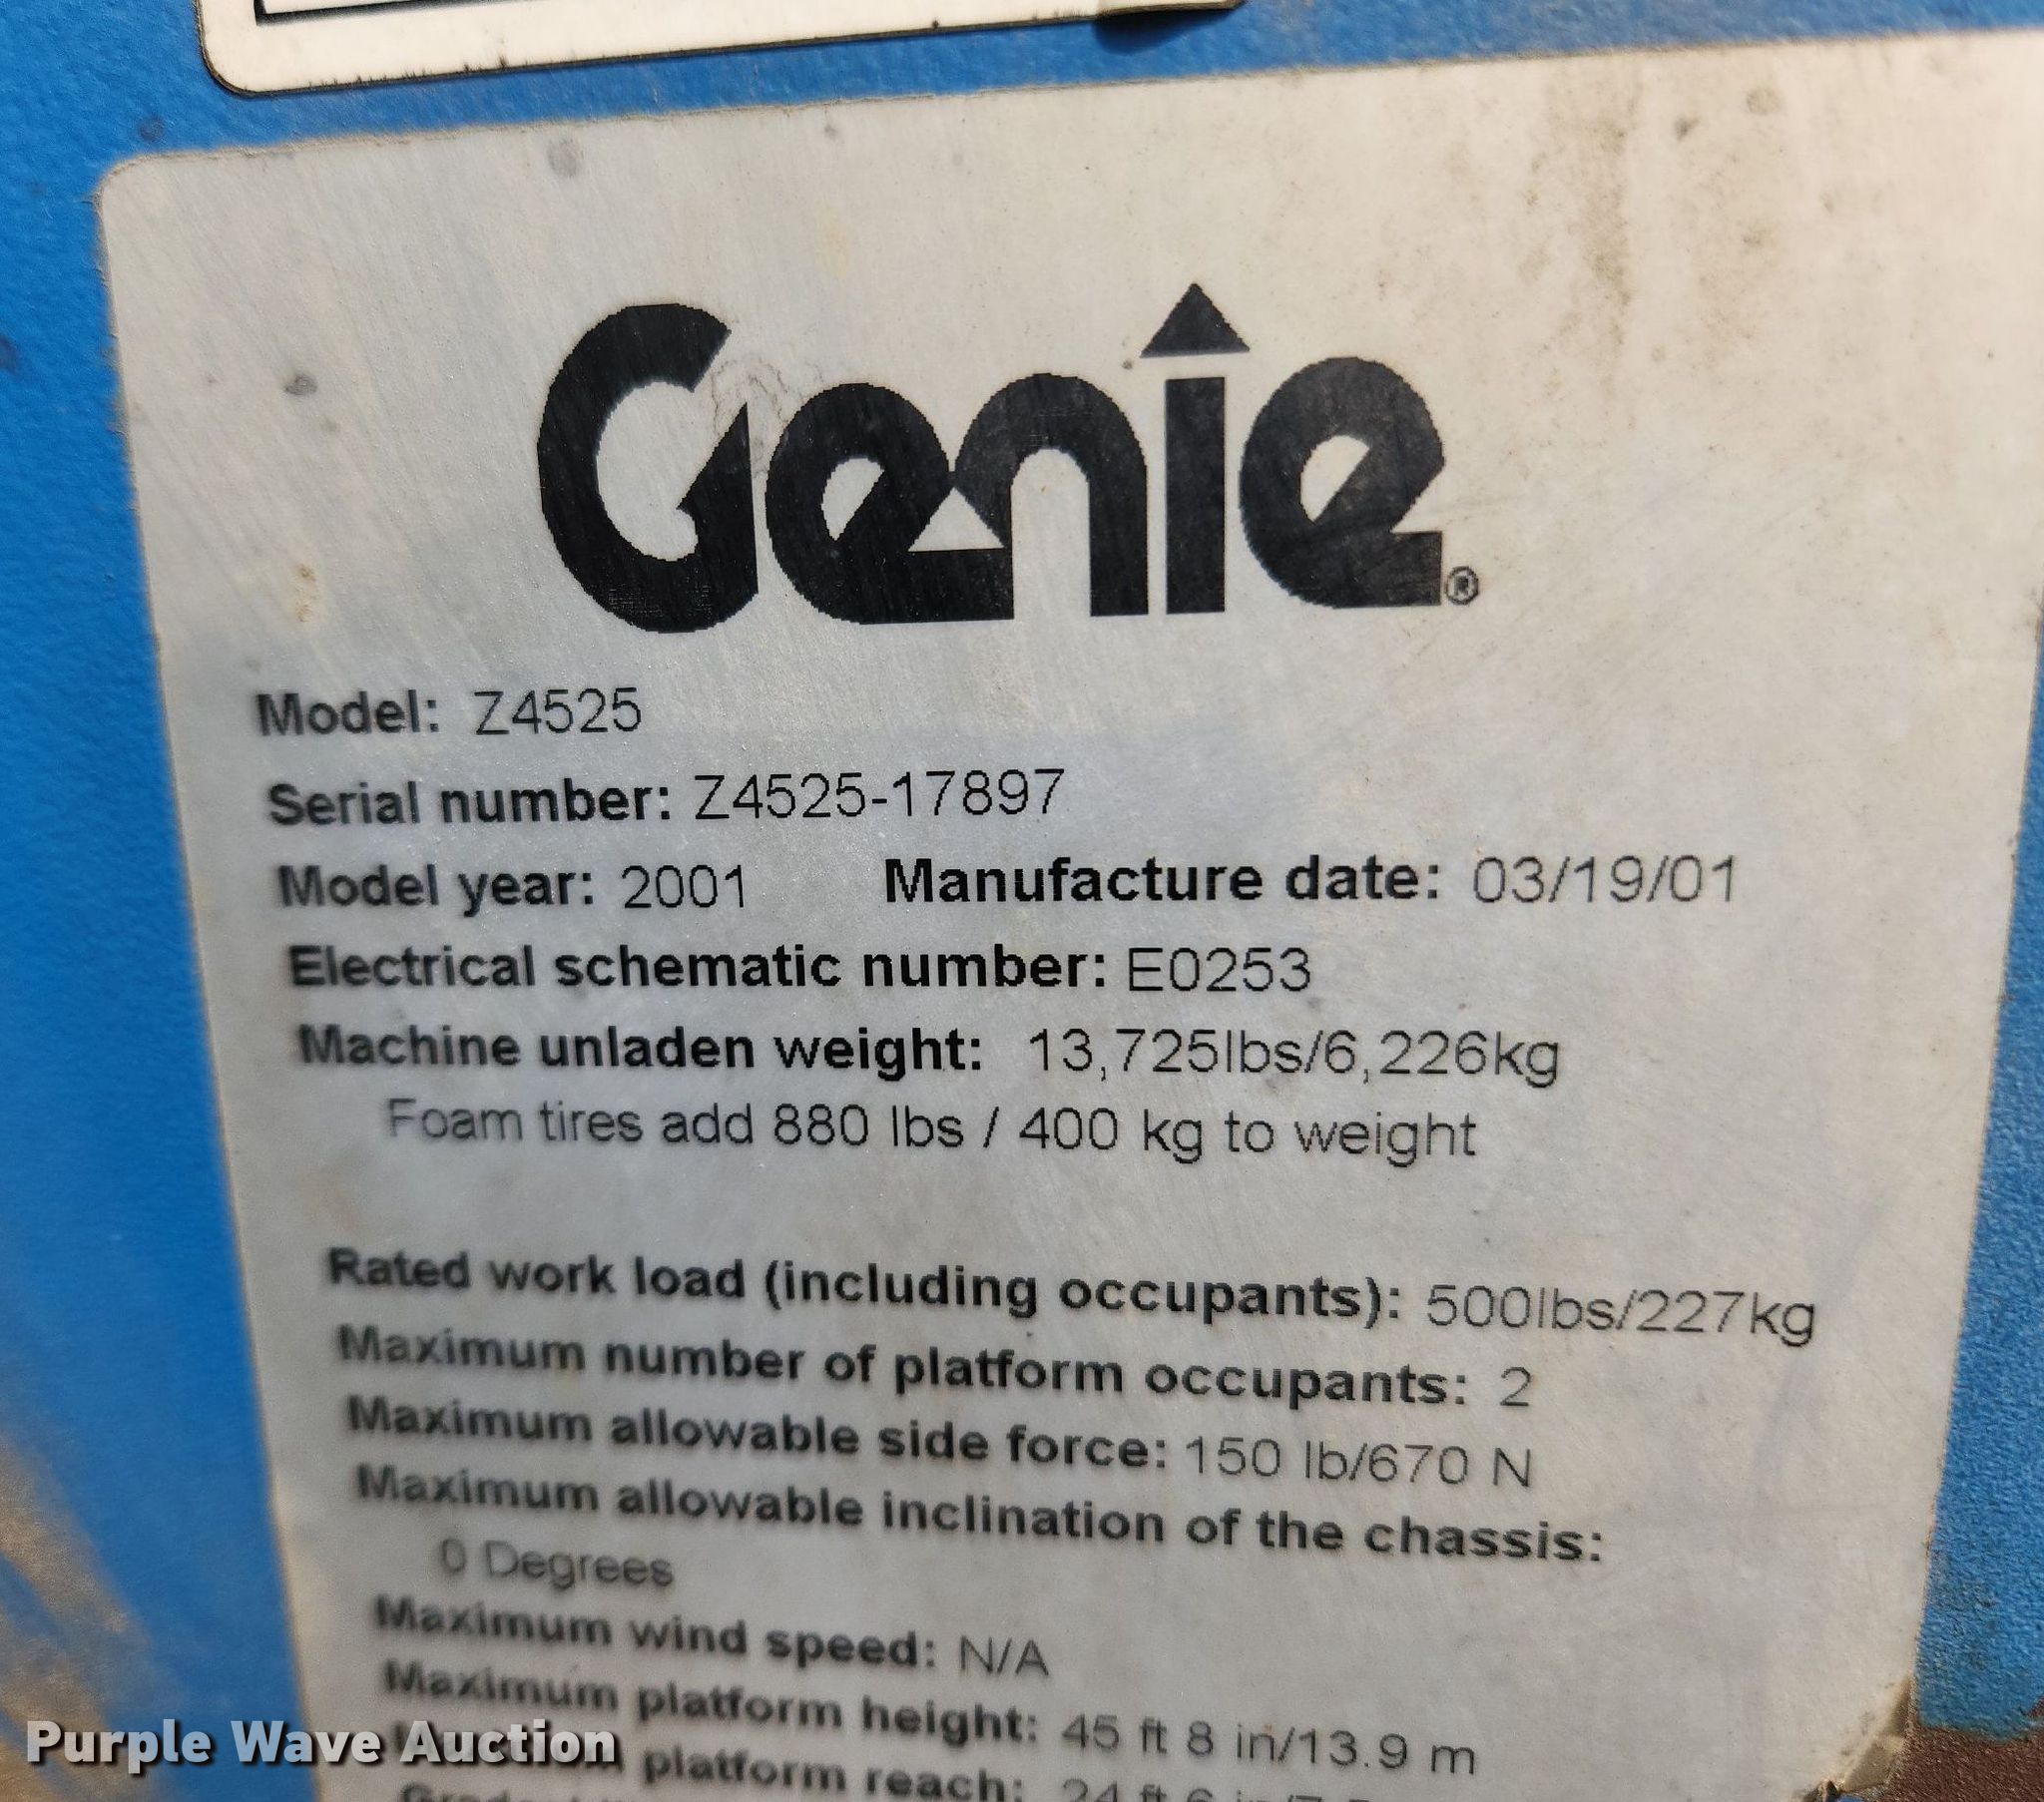 Genie®
Model: Z4525
Serial number: Z4525-17897
Model year: 2001 Manufacture date: 03/19/01
Electrical schematic number: E0253
Machine unladen weight: 13,725lbs/6,226kg
Foam tires add 880 lbs / 400 kg to weight
Rated work load (including occupants): 500lbs/227kg
Maximum number of platform occupants: 2
Maximum allowable side force: 150 lb/670 N
Maximum allowable inclination of the chassis:
0 Degrees
Maximum wind speed: N/A
Maximum platform height: 45 ft 8 in/13.9 m
platform reach: 24 ft 6
Purple Wave Auction